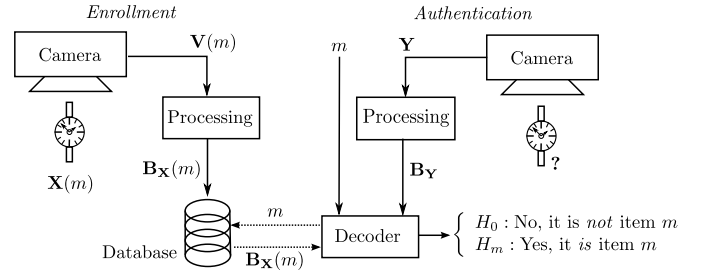 Enrollment
Authentication
Camera
V(m)
m
Y
Camera
Processing
Processing
X(m)
B_X(m)
B_Y
?
m
Database
B_X(m)
Decoder
H_0 : No, it is not item m
H_m : Yes, it is item m